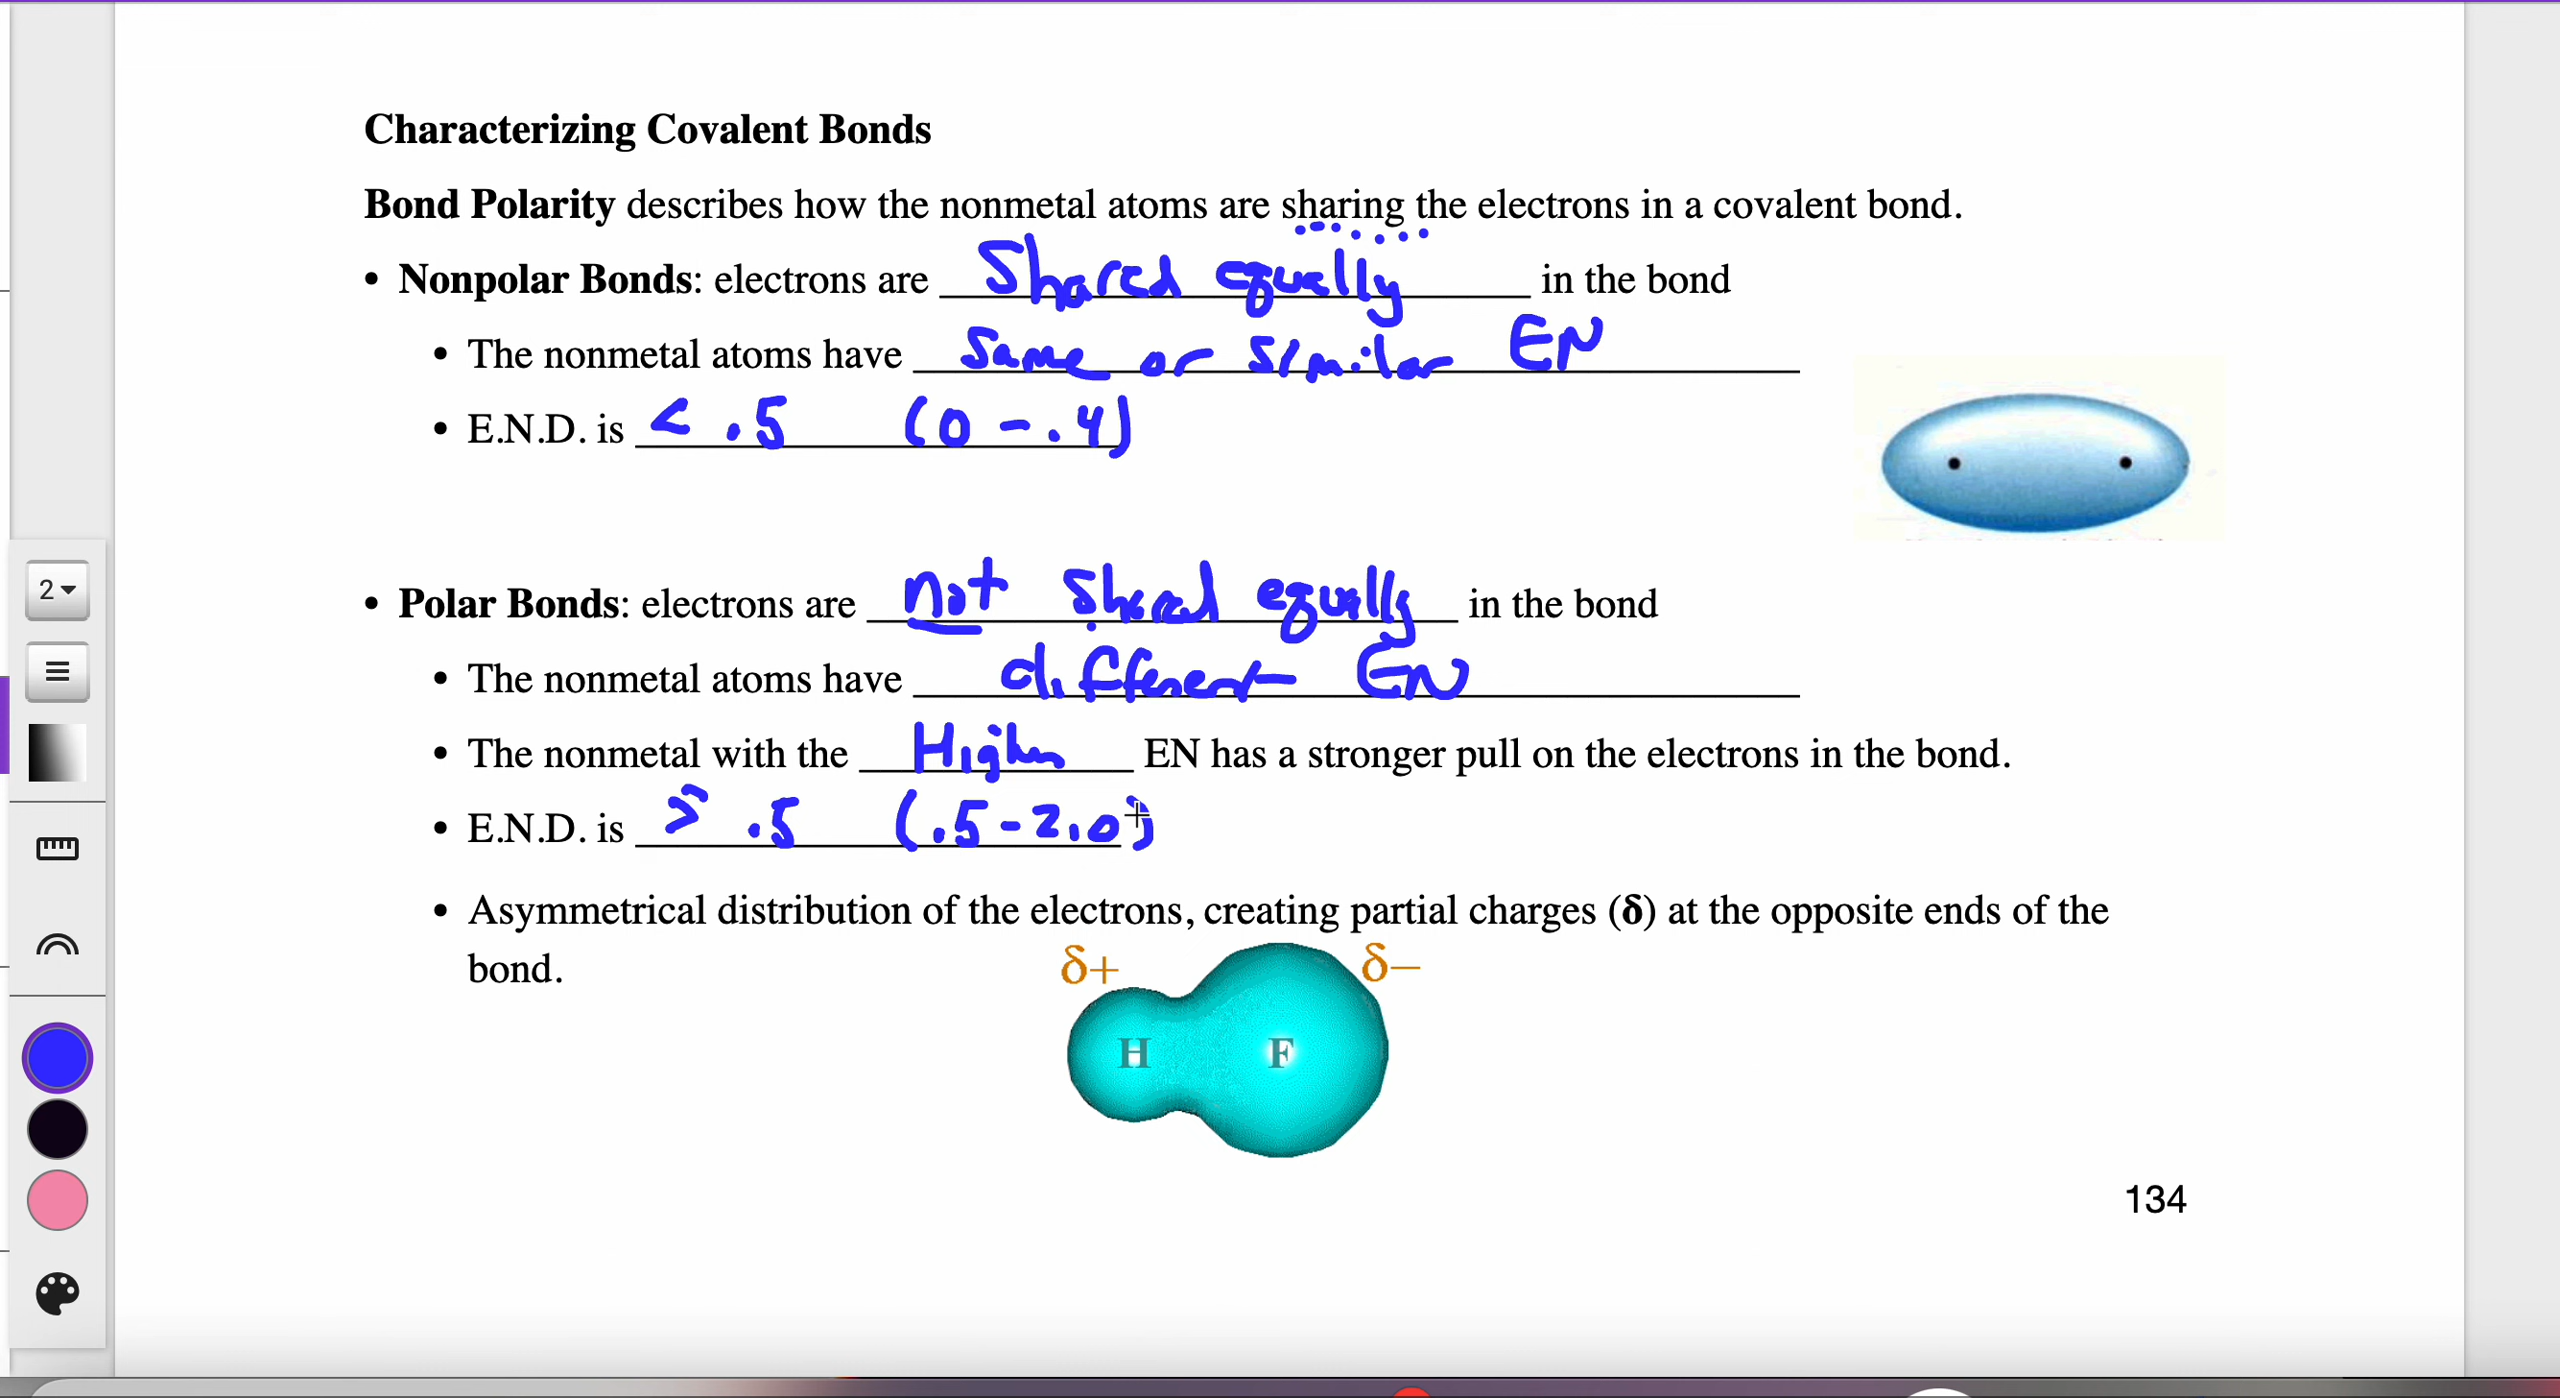 Characterizing Covalent Bonds
Bond Polarity describes how the nonmetal atoms are sharing the electrons in a covalent bond.
• Nonpolar Bonds: electrons are Shared equally in the bond
• The nonmetal atoms have Same or Similar EN
• E.N.D. is < .5 (0 - .4)
• Polar Bonds: electrons are not Shared equally in the bond
• The nonmetal atoms have different EN
• The nonmetal with the Higher EN has a stronger pull on the electrons in the bond.
• E.N.D. is > .5 (.5 - 2.0)
• Asymmetrical distribution of the electrons, creating partial charges (δ) at the opposite ends of the
bond.
δ+ δ−
H F
134
2